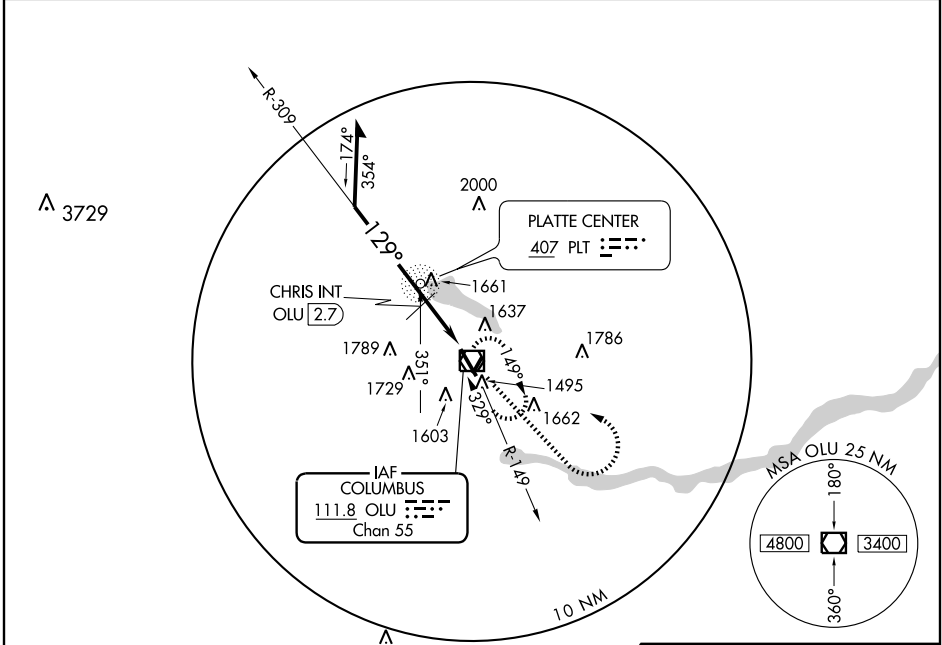 R-309
174°
354°
3729
2000
129°
PLATTE CENTER
407 PLT
1661
CHRIS INT
OLU 2.7
1637
1789
351°
149°
1786
1729
1495
329°
1662
1603
R-149
IAF
COLUMBUS
111.8 OLU
Chan 55
MSA OLU 25 NM
180°
4800
3400
360°
10 NM